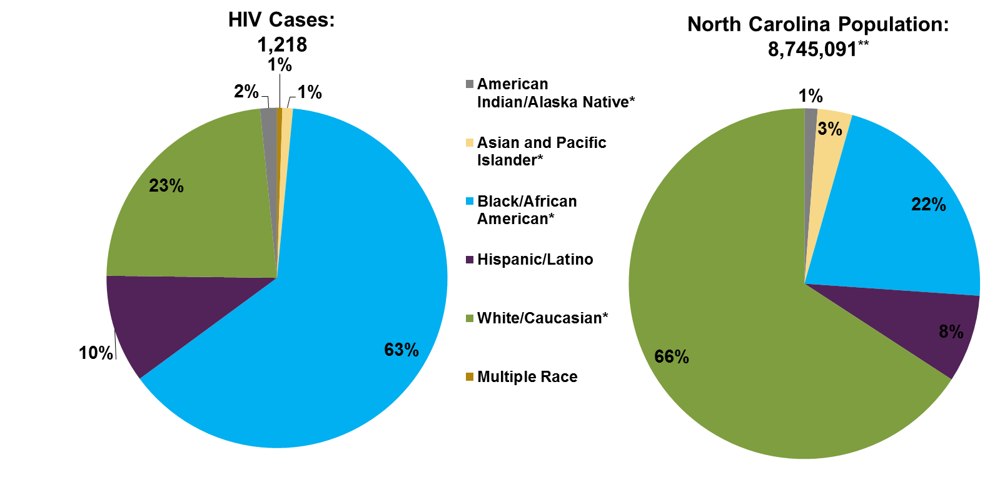 HIV Cases:
1,218
1%
2%
1%
23%
10%
63%
American
Indian/Alaska Native*
Asian and Pacific
Islander*
Black/African
American*
Hispanic/Latino
White/Caucasian*
Multiple Race
North Carolina Population:
8,745,091**
1%
3%
22%
8%
66%